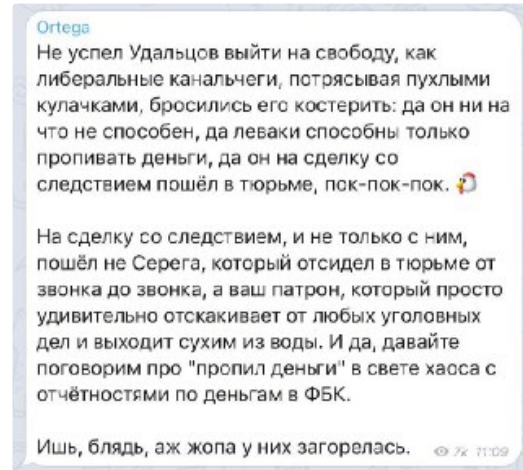 Ortega
Не успел Удальцов выйти на свободу, как
либеральные канальчеги, потрясывая пухлыми
кулачками, бросились его костерить: да он ни на
что не способен, да леваки способны только
пропивать деньги, да он на сделку со
следствием пошёл в тюрьме, пок-пок-пок. 🐔
На сделку со следствием, и не только с ним,
пошёл не Серега, который отсидел в тюрьме от
звонка до звонка, а ваш патрон, который просто
удивительно отскакивает от любых уголовных
дел и выходит сухим из воды. И да, давайте
поговорим про "пропил деньги" в свете хаоса с
отчётностями по деньгам в ФБК.
Ишь, блядь, аж жопа у них загорелась. 7k 11:09